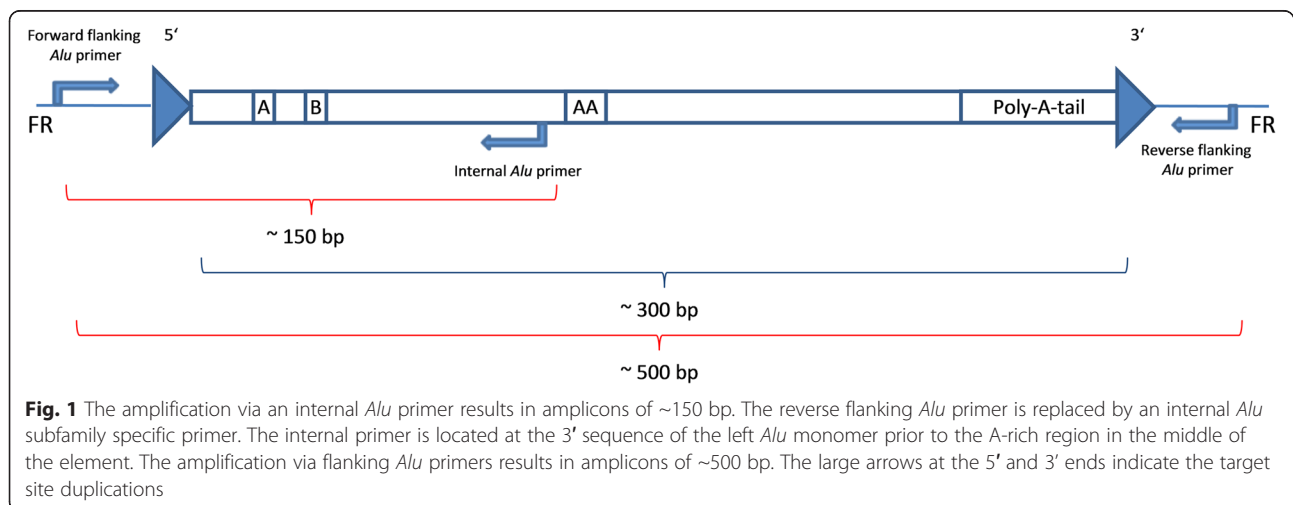 Forward flanking
Alu primer
5‘
3‘
A
B
AA
Poly-A-tail
FR
FR
Internal Alu primer
Reverse flanking
Alu primer
~ 150 bp
~ 300 bp
~ 500 bp
Fig. 1 The amplification via an internal Alu primer results in amplicons of ~150 bp. The reverse flanking Alu primer is replaced by an internal Alu
subfamily specific primer. The internal primer is located at the 3′ sequence of the left Alu monomer prior to the A-rich region in the middle of
the element. The amplification via flanking Alu primers results in amplicons of ~500 bp. The large arrows at the 5′ and 3’ ends indicate the target
site duplications